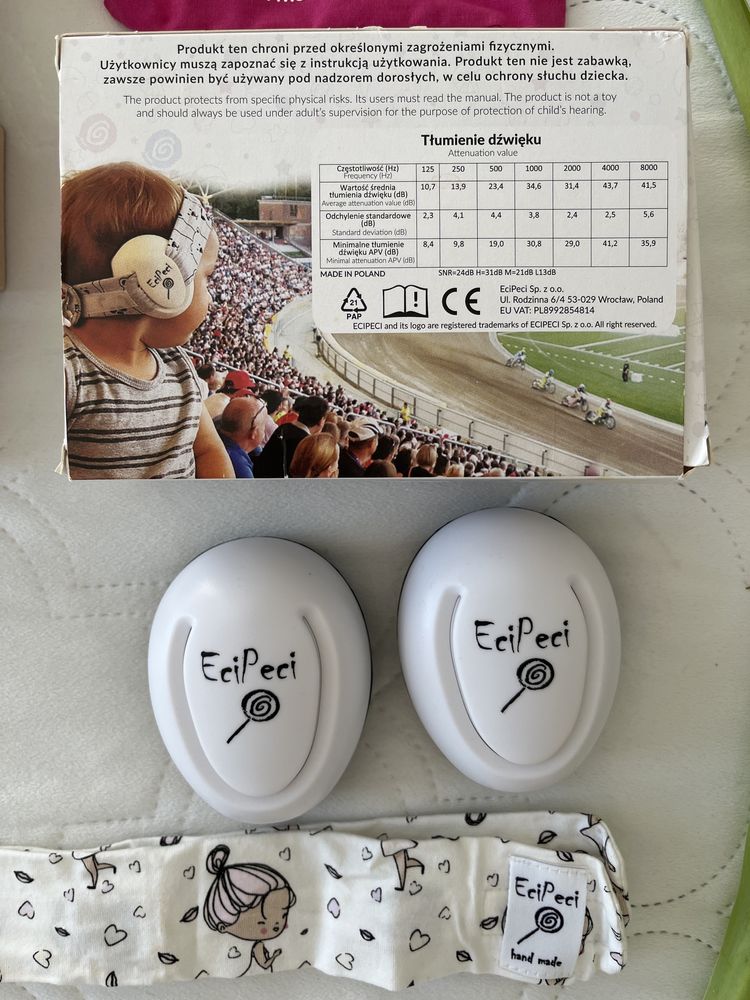 Produkt ten chroni przed określonymi zagrożeniami fizycznymi.
Użytkownicy muszą zapoznać się z instrukcją użytkowania. Produkt ten nie jest zabawką,
zawsze powinien być używany pod nadzorem dorosłych, w celu ochrony słuchu dziecka.
The product protects from specific physical risks. Its users must read the manual. The product is not a toy
and should always be used under adult's supervision for the purpose of protection of child's hearing.
Tłumienie dźwięku
Attenuation value
Częstotliwość (Hz) 125 250 500 1000 2000 4000 8000
Frequency (Hz)
Wartość średnia
tłumienia dźwięku (dB) 10,7 13,9 23,4 34,6 31,4 43,7 41,5
Average attenuation value (dB)
Odchylenie standardowe
(dB) 2,3 4,1 4,4 3,8 2,4 2,5 5,6
Standard deviation (dB)
Minimalne tłumienie
dźwięku APV (dB) 8,4 9,8 19,0 30,8 29,0 41,2 35,9
Minimal attenuation APV (dB)
MADE IN POLAND SNR=24dB H=31dB M=21dB L13dB
21
PAP
CE
EciPeci Sp. z o.o.
Ul. Rodzinna 6/4 53-029 Wrocław, Poland
EU VAT: PL8992854814
ECIPECI and its logo are registered trademarks of ECIPECI Sp. z o.o. All right reserved.
EciPeci
EciPeci
EciPeci
EciPeci
hand made